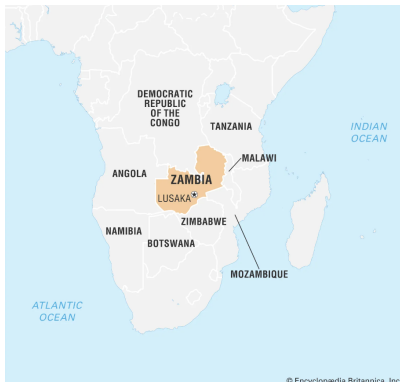 DEMOCRATIC
REPUBLIC
OF THE
CONGO
TANZANIA
INDIAN
OCEAN
MALAWI
ANGOLA
ZAMBIA
LUSAKA
ZIMBABWE
NAMIBIA
BOTSWANA
MOZAMBIQUE
ATLANTIC
OCEAN
© Encyclopædia Britannica, Inc.